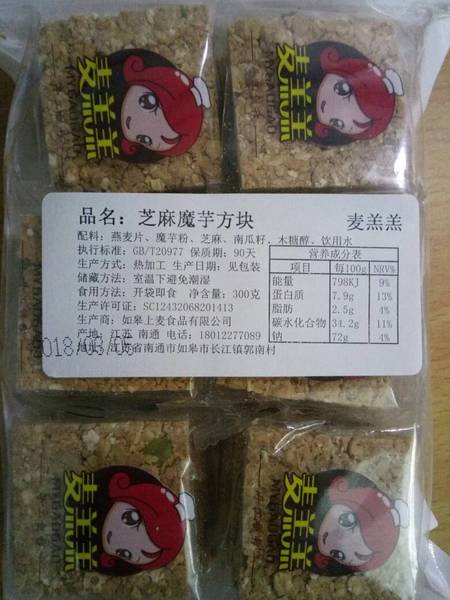 麦羔羔
麦羔羔
品名：芝麻魔芋方块 麦羔羔
配料：燕麦片、魔芋粉、芝麻、南瓜籽、木糖醇、饮用水
执行标准：GB/T20977 保质期：90天
生产方式：热加工 生产日期：见包装
储藏方法：室温下避免潮湿
食用方法：开袋即食 净含量：300克
生产许可证：SC12432068201413
生产商：如皋上麦食品有限公司
产地：江苏 南通 电话：18012277089
地址：江苏省南通市如皋市长江镇郭南村
营养成分表
项目 每100g NRV%
能量 798KJ 9%
蛋白质 7.9g 13%
脂肪 2.5g 4%
碳水化合物 34.2g 11%
钠 72g 4%
麦羔羔
麦羔羔